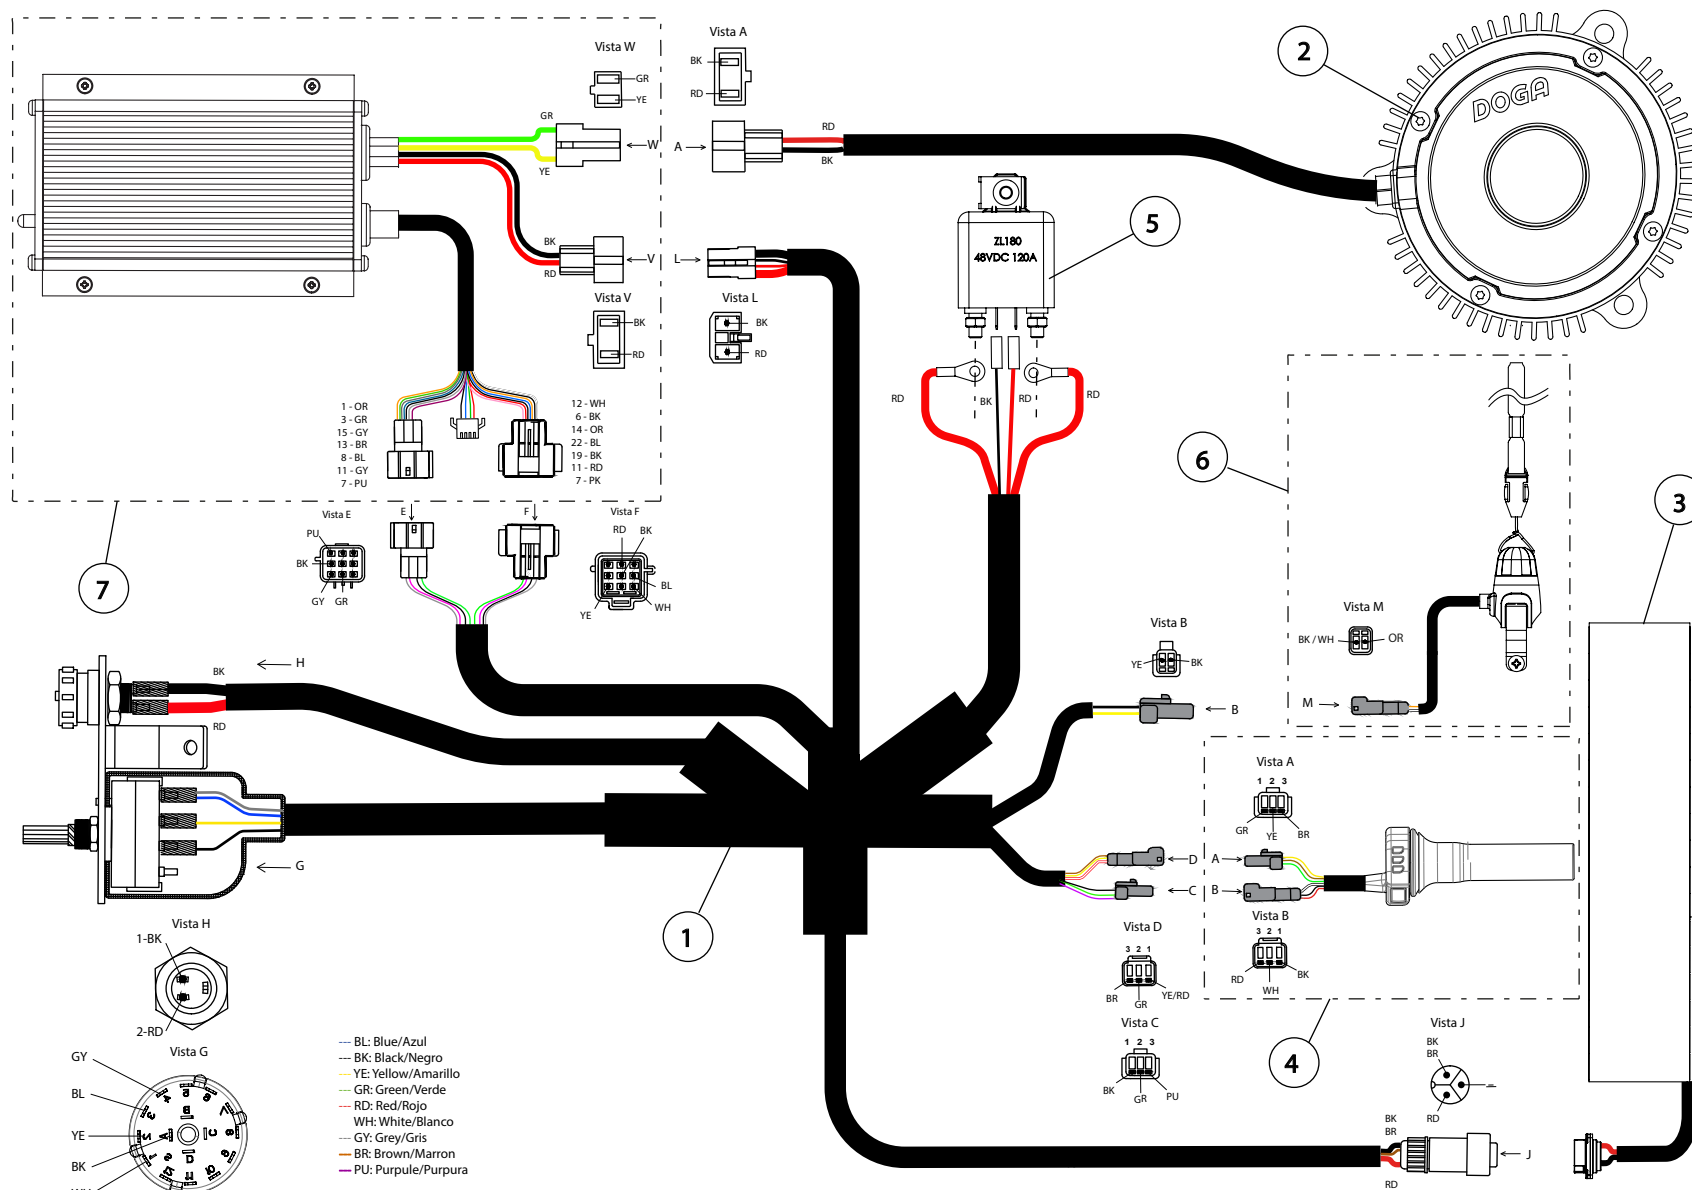 Vista W
GR
YE
GR
YE
W
Vista A
BK
RD
A
RD
BK
2
DOGA
BK
RD
V
L
Vista V
BK
RD
Vista L
BK
RD
ZL180
48VDC 120A
5
RD
BK
RD
RD
1 - OR
3 - GR
15 - GY
13 - BR
8 - BL
11 - GY
7 - PU
12 - WH
6 - BK
14 - OR
22 - BL
19 - BK
11 - RD
7 - PK
7
Vista E
PU
BK
GY
GR
E
F
Vista F
RD
BK
BL
WH
YE
6
3
Vista M
BK / WH
OR
M
Vista B
YE
BK
B
H
BK
RD
G
1
D
C
Vista A
1 2 3
GR
YE
BR
A
B
Vista B
3 2 1
RD
WH
BK
4
Vista D
3 2 1
BR
GR
YE/RD
Vista C
1 2 3
BK
GR
PU
Vista H
1-BK
2-RD
Vista G
GY
BL
YE
BK
BL: Blue/Azul
BK: Black/Negro
YE: Yellow/Amarillo
GR: Green/Verde
RD: Red/Rojo
WH: White/Blanco
GY: Grey/Gris
BR: Brown/Marron
PU: Purpule/Purpura
Vista J
BK
BR
RD
BK
BR
RD
J